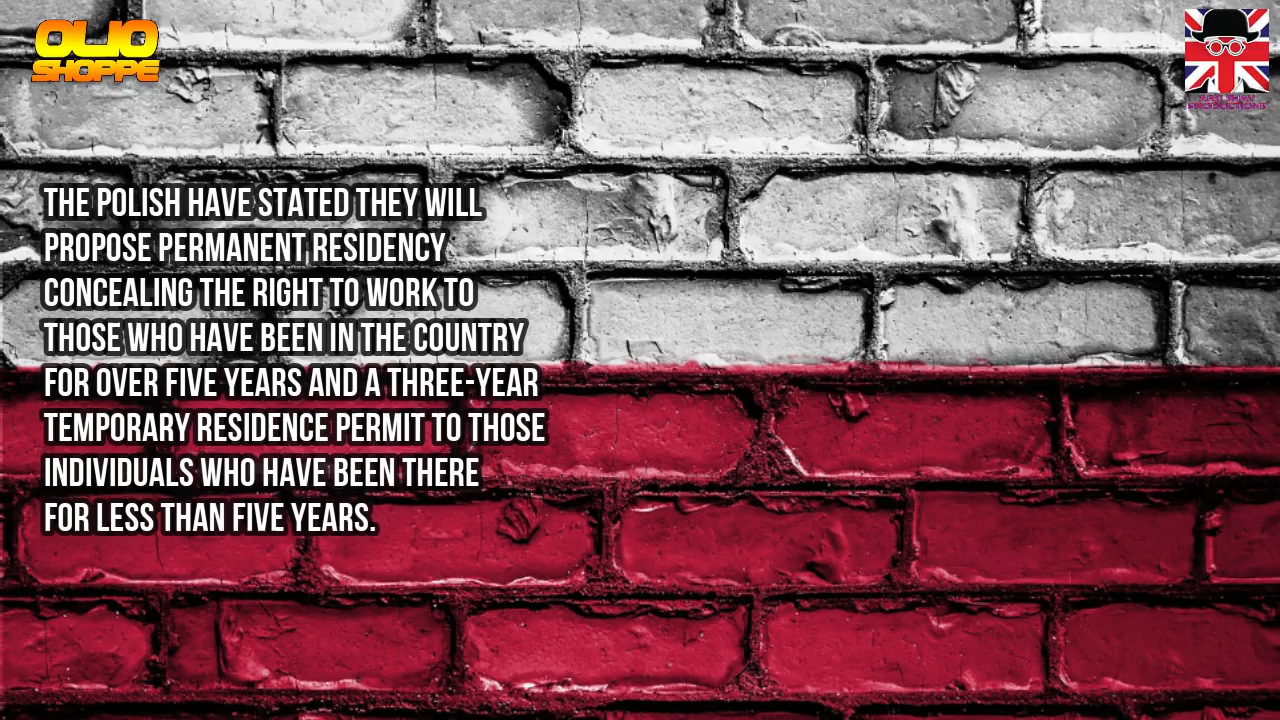 OLIO
SHOPPE
THE POLISH HAVE STATED THEY WILL
PROPOSE PERMANENT RESIDENCY
CONCEALING THE RIGHT TO WORK TO
THOSE WHO HAVE BEEN IN THE COUNTRY
FOR OVER FIVE YEARS AND A THREE-YEAR
TEMPORARY RESIDENCE PERMIT TO THOSE
INDIVIDUALS WHO HAVE BEEN THERE
FOR LESS THAN FIVE YEARS.
PRODUCTIONS